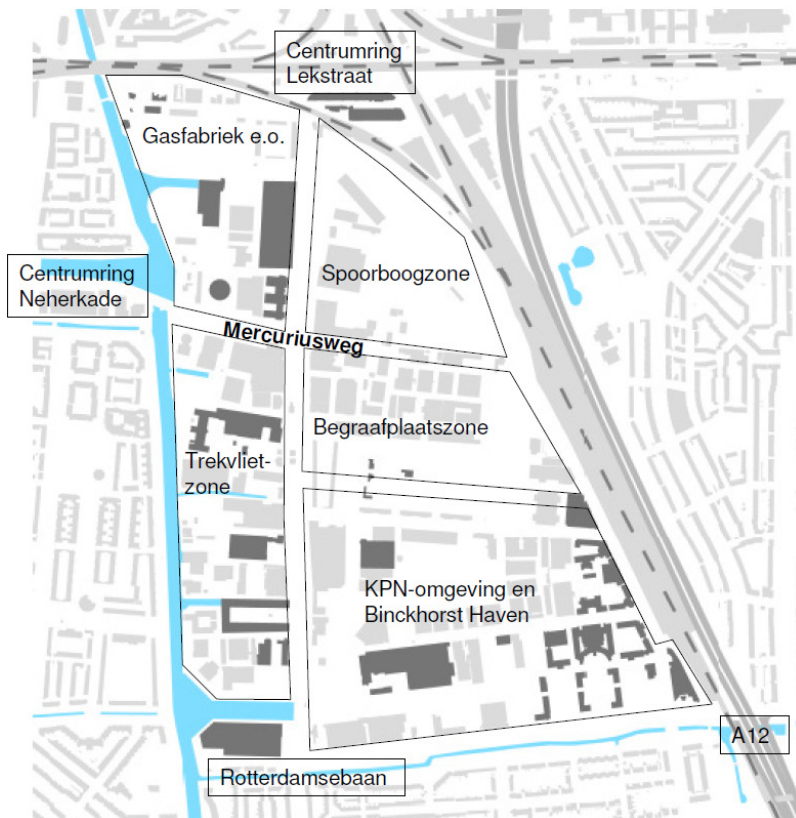 Centrumring
Lekstraat
Gasfabriek e.o.
Spoorboogzone
Centrumring
Neherkade
Mercuriusweg
Begraafplaatszone
Trekvliet-
zone
KPN-omgeving en
Binckhorst Haven
A12
Rotterdamsebaan